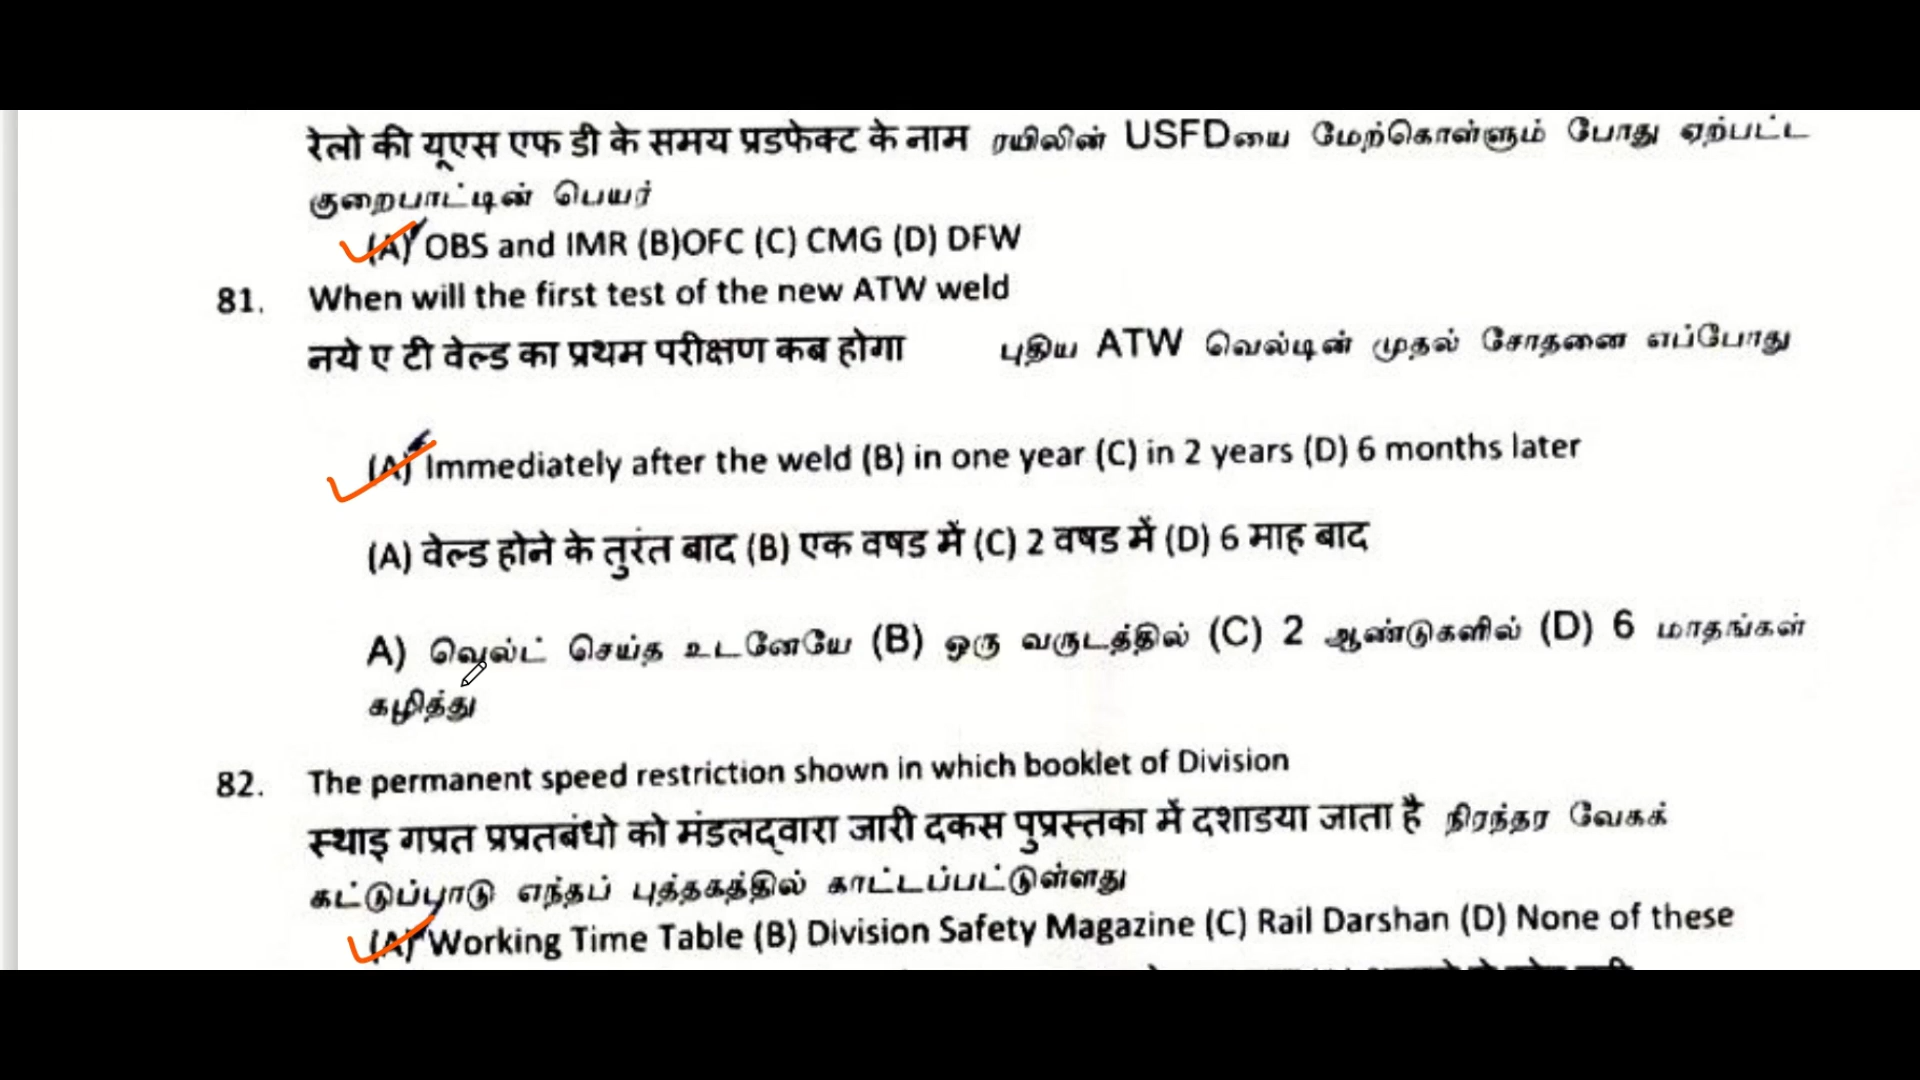 रेलो की यूएस एफ डी के समय प्रडफेक्ट के नाम ரயிலின் USFDயை மேற்கொள்ளும் போது ஏற்பட்ட
குறைபாட்டின் பெயர்
(A) OBS and IMR (B)OFC (C) CMG (D) DFW
81. When will the first test of the new ATW weld
नये ए टी वेल्ड का प्रथम परीक्षण कब होगा புதிய ATW வெல்டின் முதல் சோதனை எப்போது
(A) Immediately after the weld (B) in one year (C) in 2 years (D) 6 months later
(A) वेल्ड होने के तुरंत बाद (B) एक वषड में (C) 2 वषड में (D) 6 माह बाद
A) வெல்ட் செய்த உடனேயே (B) ஒரு வருடத்தில் (C) 2 ஆண்டுகளில் (D) 6 மாதங்கள்
கழித்து
82. The permanent speed restriction shown in which booklet of Division
स्थाइ गप्रत प्रप्रतबंधो को मंडलद्वारा जारी दकस पुप्रस्तका में दशाडया जाता है நிரந்தர வேகக்
கட்டுப்பாடு எந்தப் புத்தகத்தில் காட்டப்பட்டுள்ளது
(A) Working Time Table (B) Division Safety Magazine (C) Rail Darshan (D) None of these